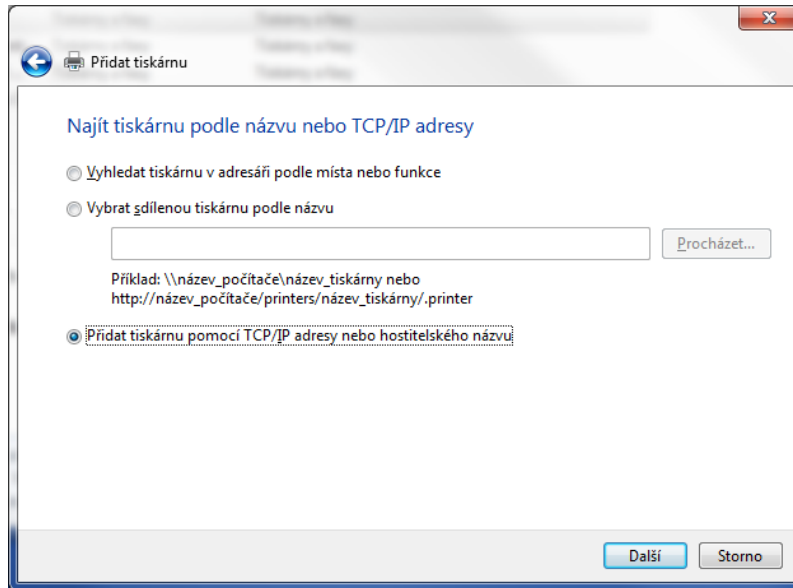 Přidat tiskárnu
Najít tiskárnu podle názvu nebo TCP/IP adresy
Vyhledat tiskárnu v adresáři podle místa nebo funkce
Vybrat sdílenou tiskárnu podle názvu
Procházet...
Příklad: \\název_počítače\název_tiskárny nebo
http://název_počítače/printers/název_tiskárny/.printer
Přidat tiskárnu pomocí TCP/IP adresy nebo hostitelského názvu
Další Storno